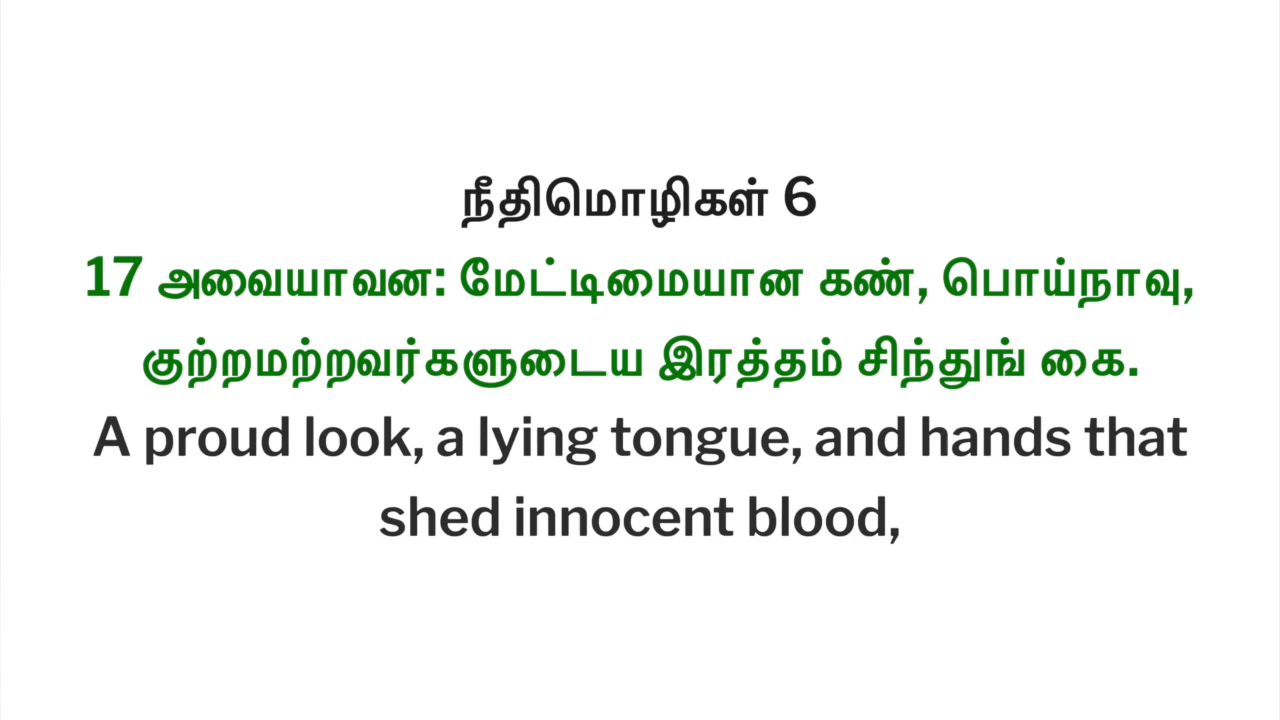 நீதிமொழிகள் 6
17 அவையாவன: மேட்டிமையான கண், பொய்நாவு,
குற்றமற்றவர்களுடைய இரத்தம் சிந்துங் கை.
A proud look, a lying tongue, and hands that
shed innocent blood,